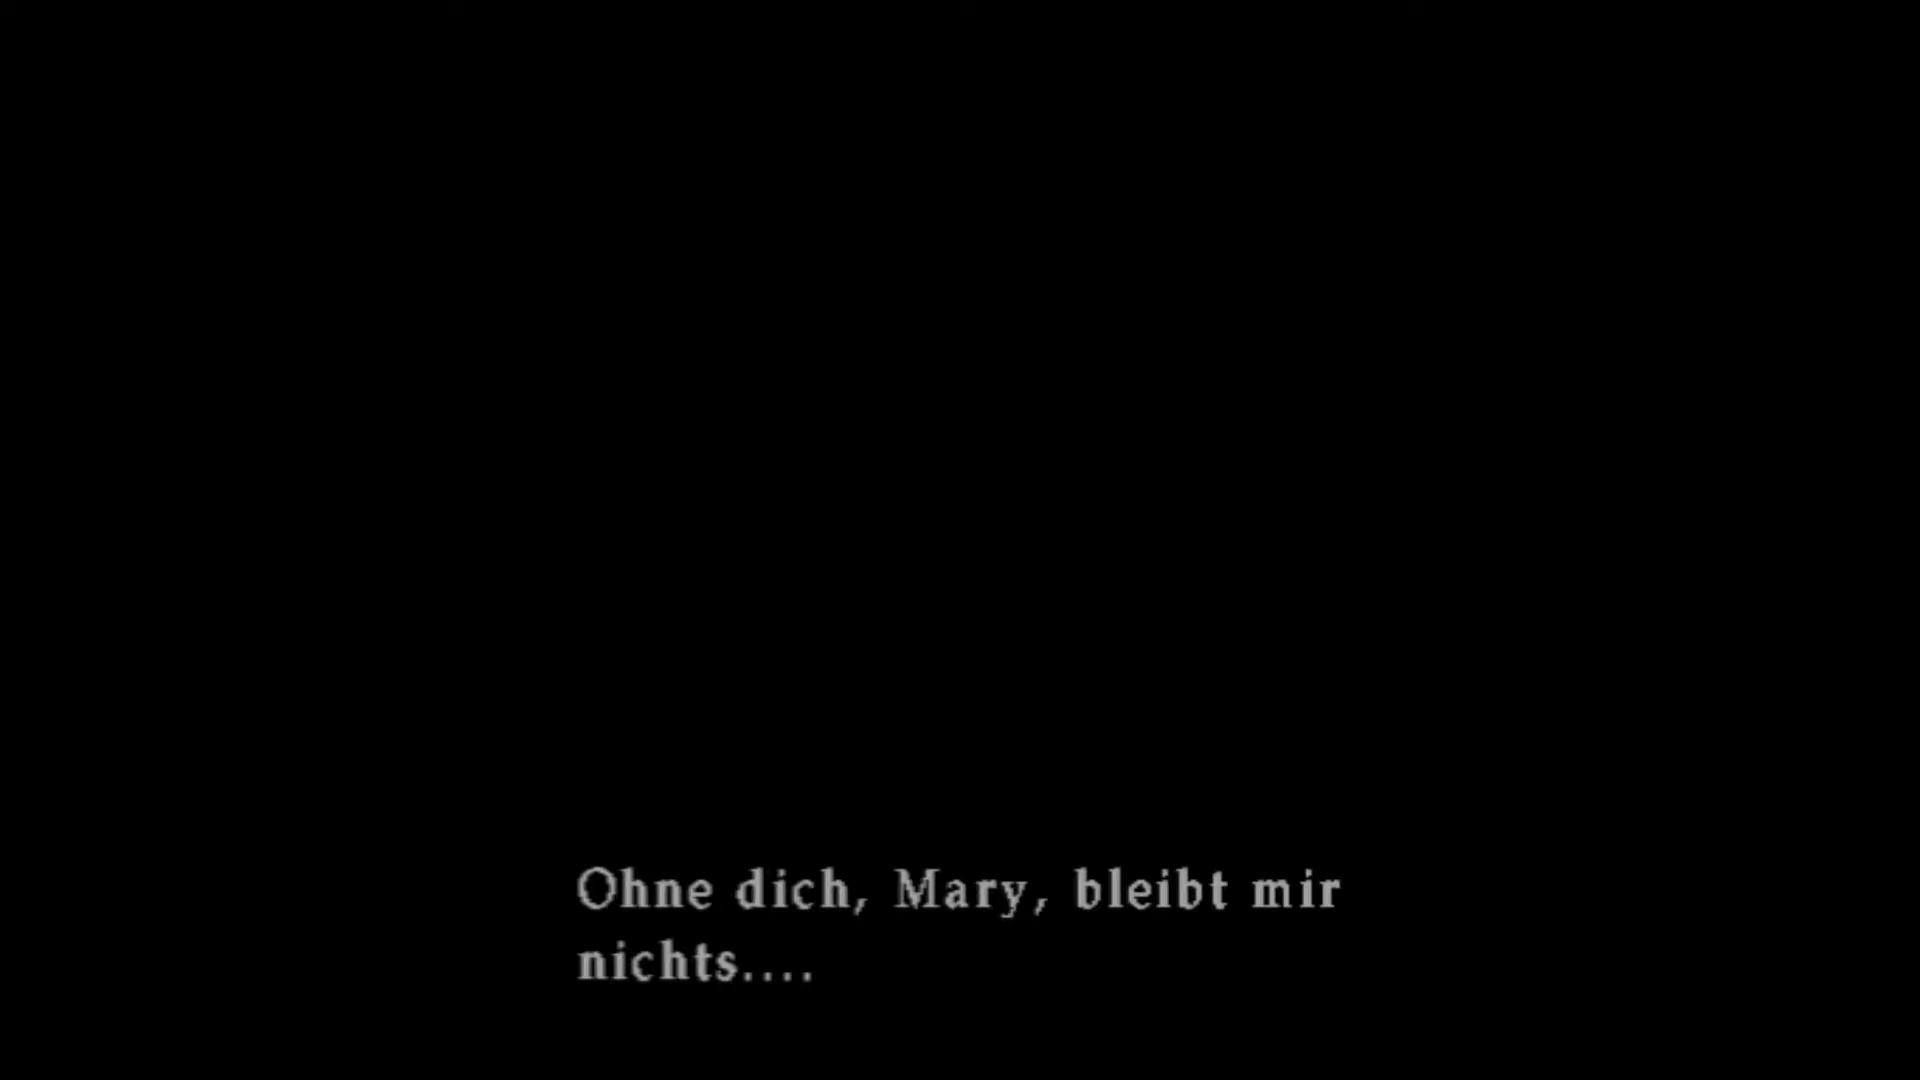 Ohne dich, Mary, bleibt mir
nichts....